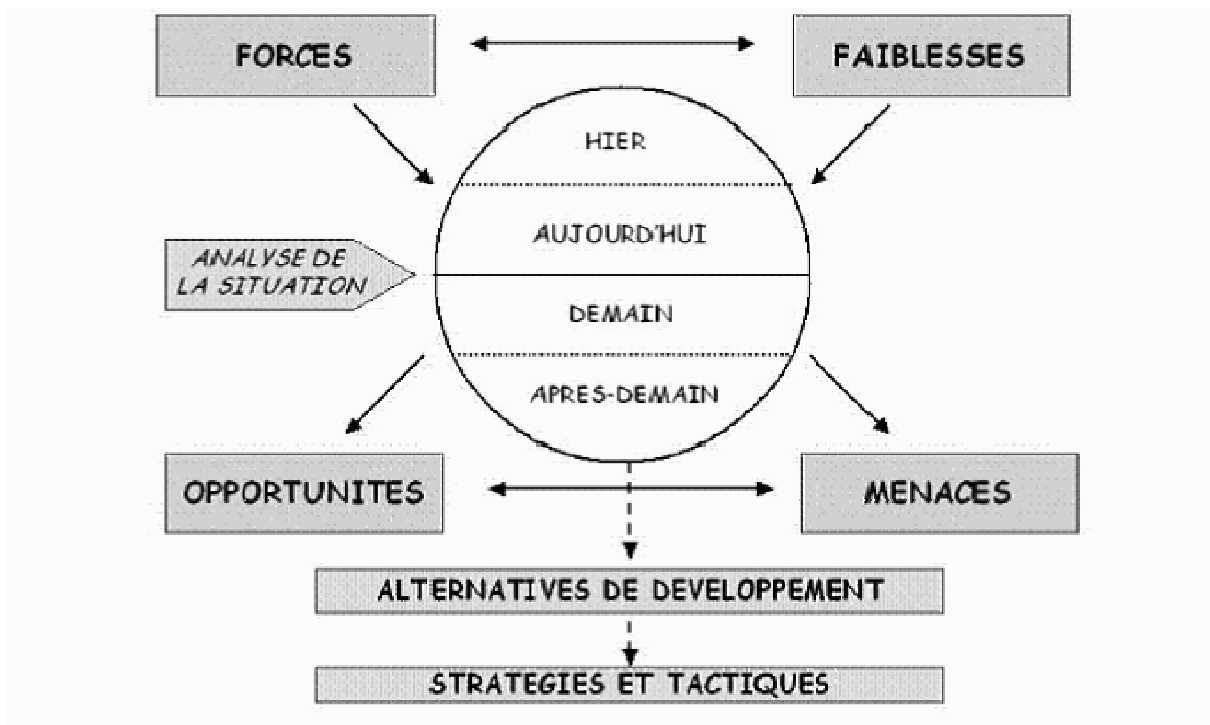 FORCES
FAIBLESSES
HIER
AUJOURD'HUI
ANALYSE DE
LA SITUATION
DEMAIN
APRES-DEMAIN
OPPORTUNITES
MENACES
ALTERNATIVES DE DEVELOPPEMENT
STRATEGIES ET TACTIQUES